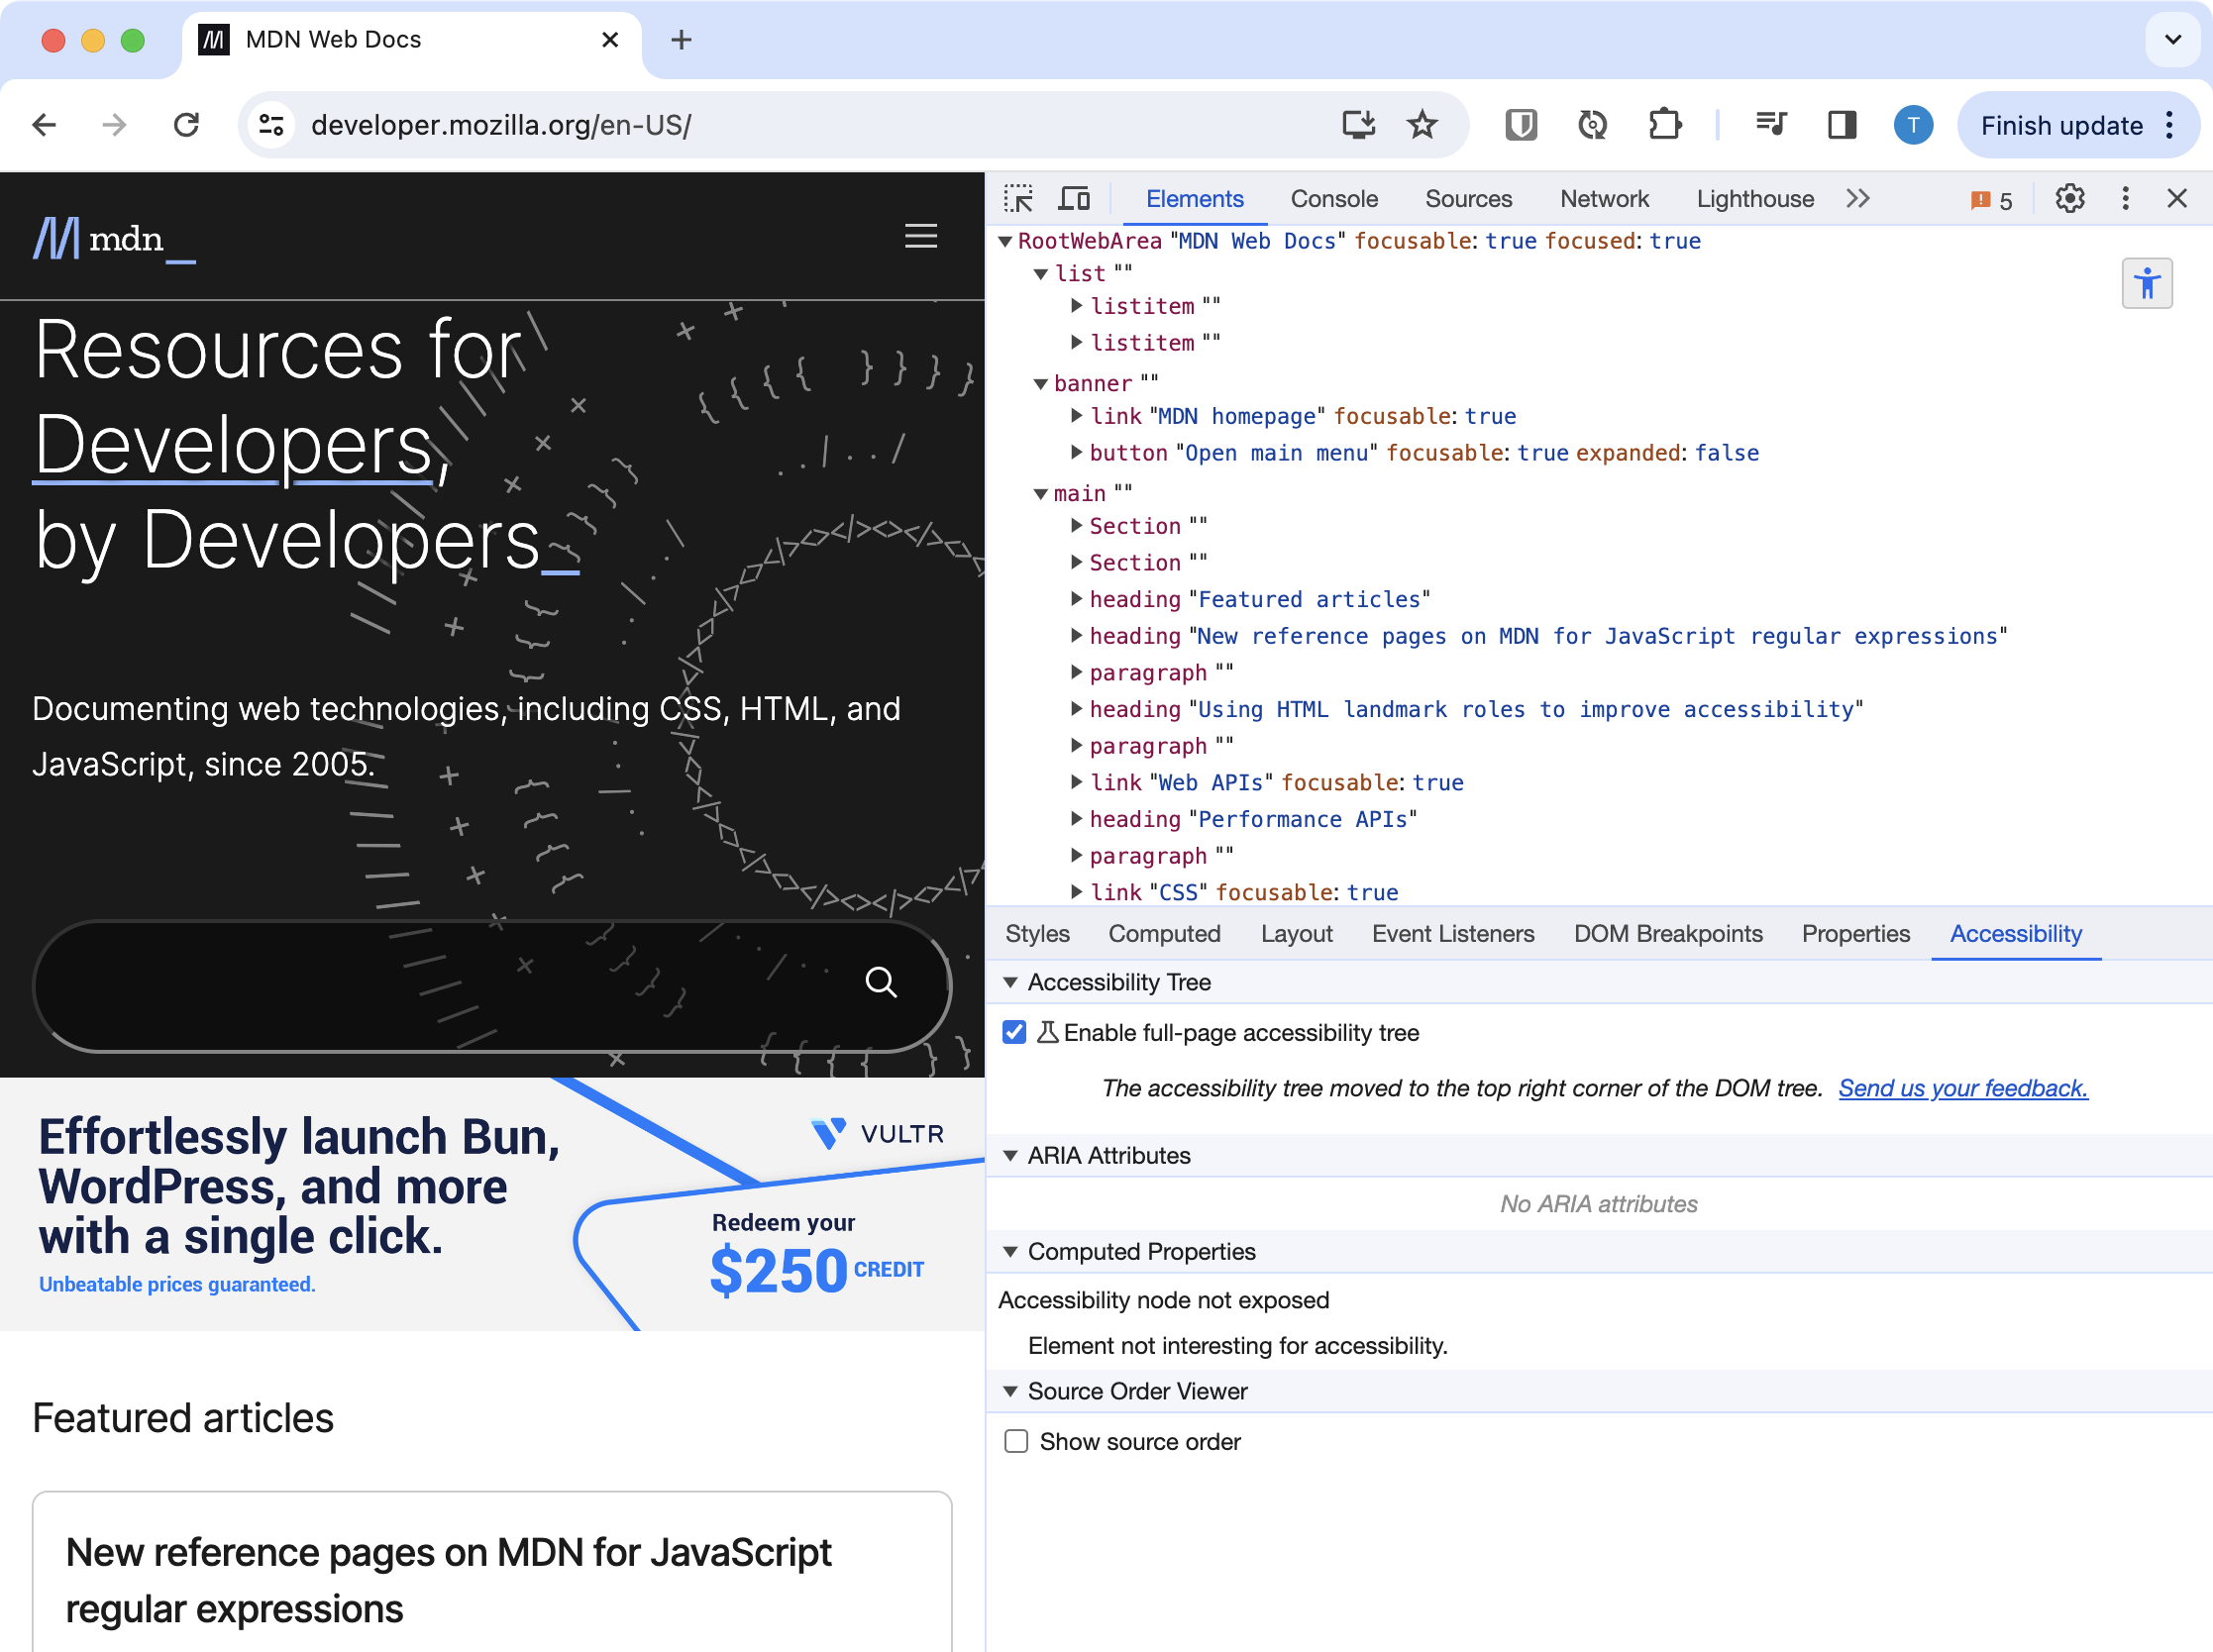 MDN Web Docs
developer.mozilla.org/en-US/
T
Finish update
mdn_
Resources for
Developers,
by Developers_
Documenting web technologies, including CSS, HTML, and
JavaScript, since 2005.
Effortlessly launch Bun,
WordPress, and more
with a single click.
Unbeatable prices guaranteed.
VULTR
Redeem your
$250 CREDIT
Featured articles
New reference pages on MDN for JavaScript
regular expressions
Elements Console Sources Network Lighthouse 5
RootWebArea "MDN Web Docs" focusable: true focused: true
list ""
listitem ""
listitem ""
banner ""
link "MDN homepage" focusable: true
button "Open main menu" focusable: true expanded: false
main ""
Section ""
Section ""
heading "Featured articles"
heading "New reference pages on MDN for JavaScript regular expressions"
paragraph ""
heading "Using HTML landmark roles to improve accessibility"
paragraph ""
link "Web APIs" focusable: true
heading "Performance APIs"
paragraph ""
link "CSS" focusable: true
Styles Computed Layout Event Listeners DOM Breakpoints Properties Accessibility
Accessibility Tree
Enable full-page accessibility tree
The accessibility tree moved to the top right corner of the DOM tree. Send us your feedback.
ARIA Attributes
No ARIA attributes
Computed Properties
Accessibility node not exposed
Element not interesting for accessibility.
Source Order Viewer
Show source order